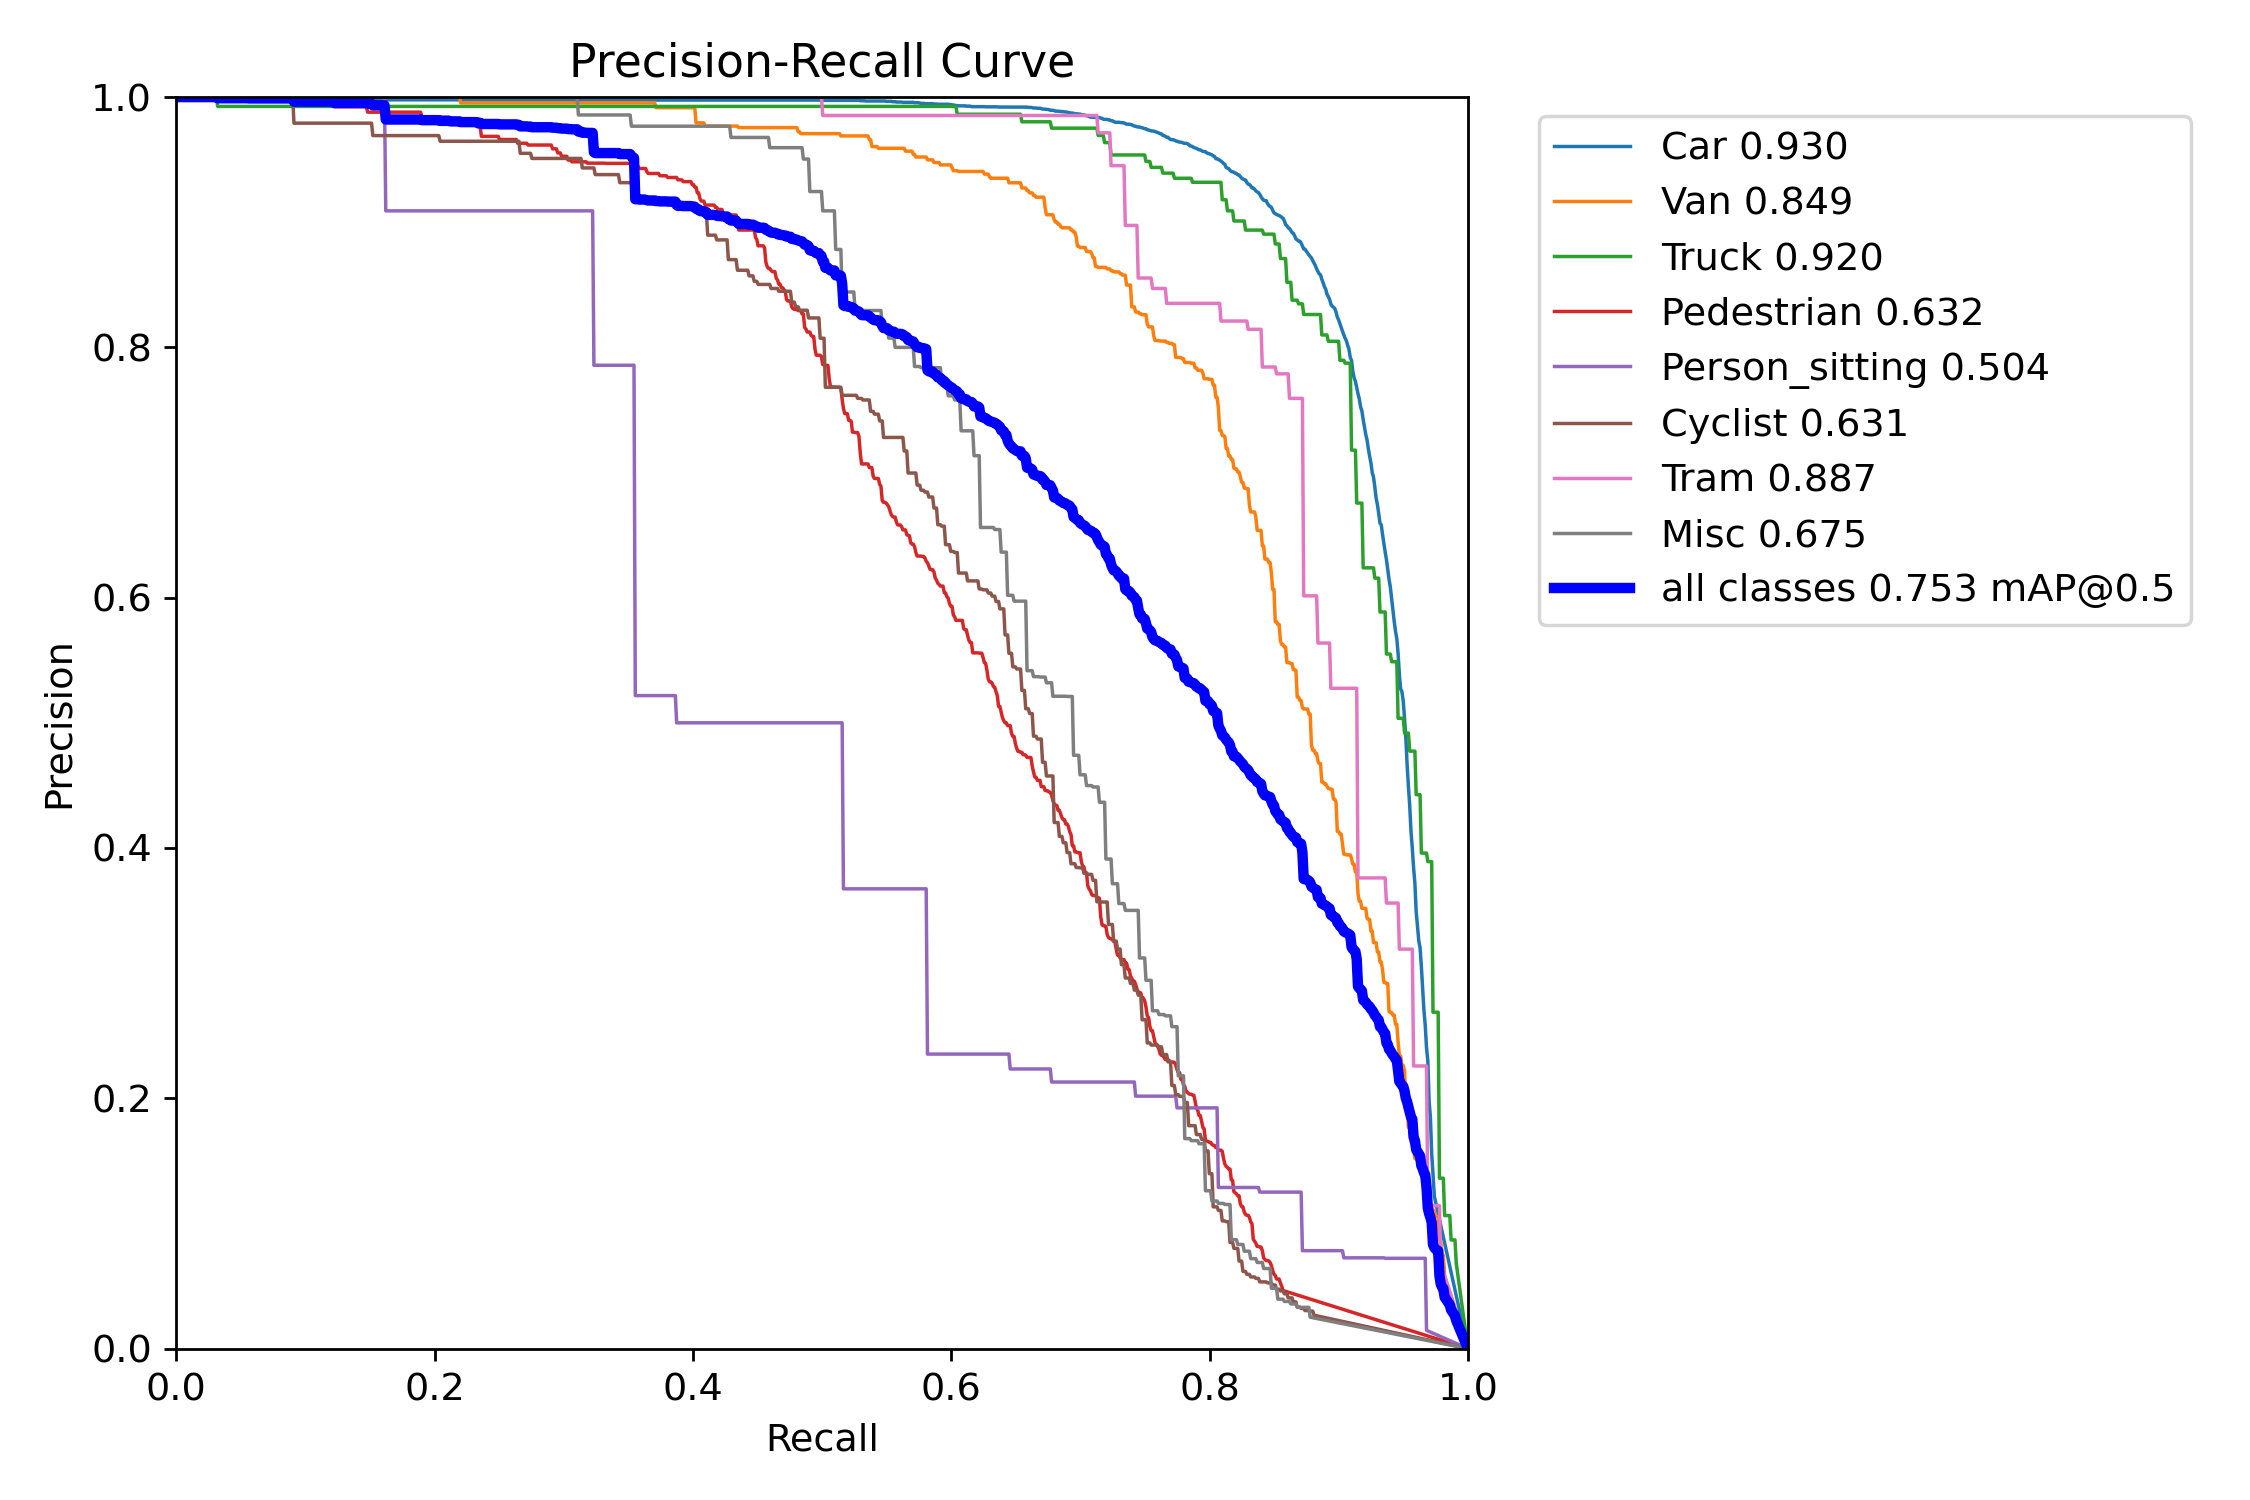 Precision-Recall Curve
1.0
0.8
0.6
0.4
0.2
0.0
Precision
0.0 0.2 0.4 0.6 0.8 1.0
Recall
Car 0.930
Van 0.849
Truck 0.920
Pedestrian 0.632
Person_sitting 0.504
Cyclist 0.631
Tram 0.887
Misc 0.675
all classes 0.753 mAP@0.5